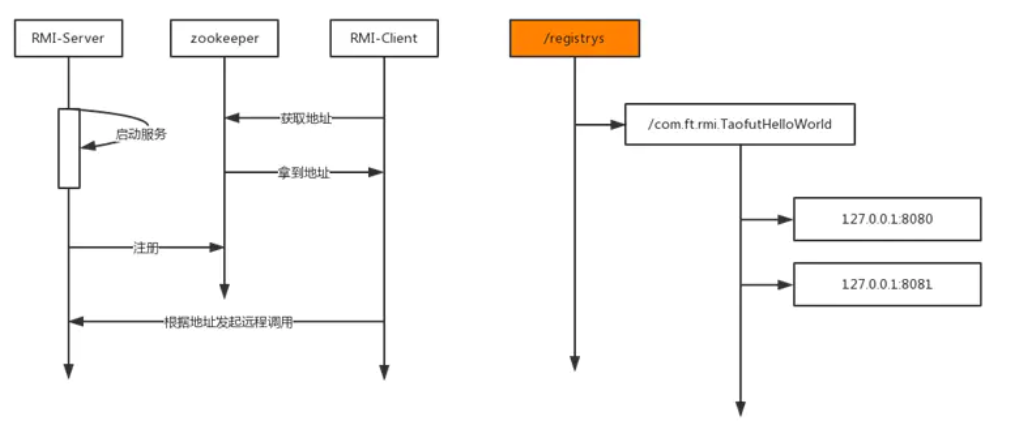 RMI-Server
zookeeper
RMI-Client
启动服务
获取地址
拿到地址
注册
根据地址发起远程调用
/registrys
/com.ft.rmi.TaofutHelloWorld
127.0.0.1:8080
127.0.0.1:8081